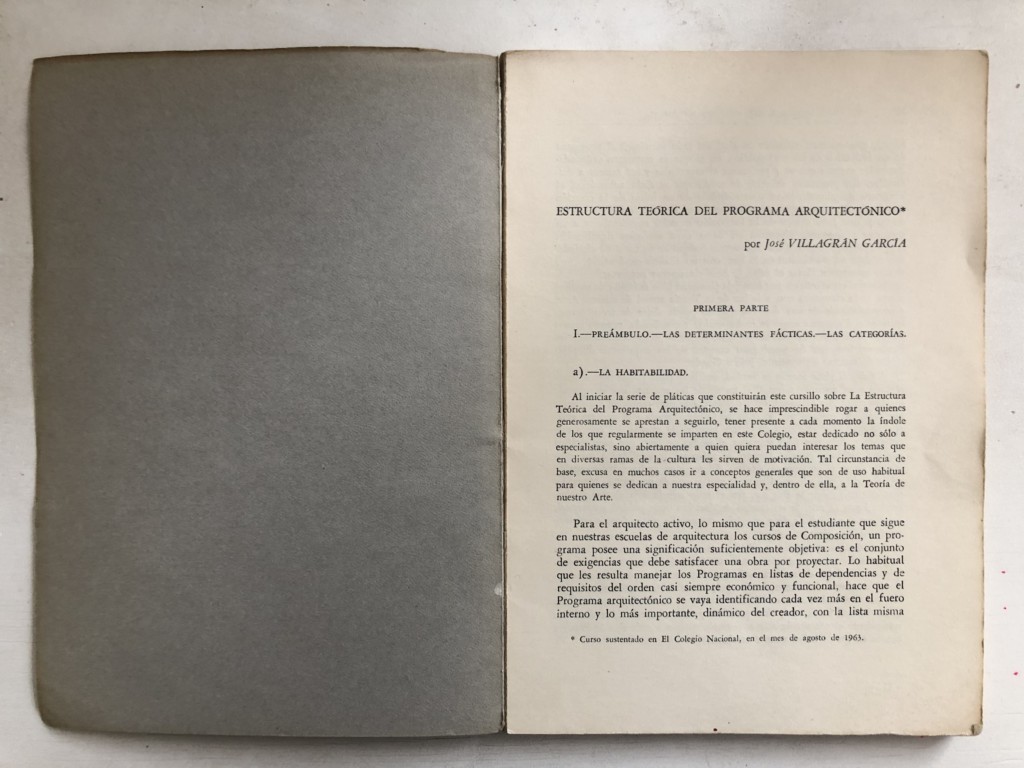 ESTRUCTURA TEÓRICA DEL PROGRAMA ARQUITECTÓNICO*
por José VILLAGRÁN GARCÍA
PRIMERA PARTE
I.—PREÁMBULO.—LAS DETERMINANTES FÁCTICAS.—LAS CATEGORÍAS.
a).—LA HABITABILIDAD.
Al iniciar la serie de pláticas que constituirán este cursillo sobre La Estructura
Teórica del Programa Arquitectónico, se hace imprescindible rogar a quienes
generosamente se aprestan a seguirlo, tener presente a cada momento la índole
de los que regularmente se imparten en este Colegio, estar dedicado no sólo a
especialistas, sino abiertamente a quien quiera puedan interesar los temas que
en diversas ramas de la cultura les sirven de motivación. Tal circunstancia de
base, excusa en muchos casos ir a conceptos generales que son de uso habitual
para quienes se dedican a nuestra especialidad y, dentro de ella, a la Teoría de
nuestro Arte.
Para el arquitecto activo, lo mismo que para el estudiante que sigue
en nuestras escuelas de arquitectura los cursos de Composición, un pro-
grama posee una significación suficientemente objetiva: es el conjunto
de exigencias que debe satisfacer una obra por proyectar. Lo habitual
que les resulta manejar los Programas en listas de dependencias y de
requisitos del orden casi siempre económico y funcional, hace que el
Programa arquitectónico se vaya identificando cada vez más en el fuero
interno y lo más importante, dinámico del creador, con la lista misma
* Curso sustentado en El Colegio Nacional, en el mes de agosto de 1963.